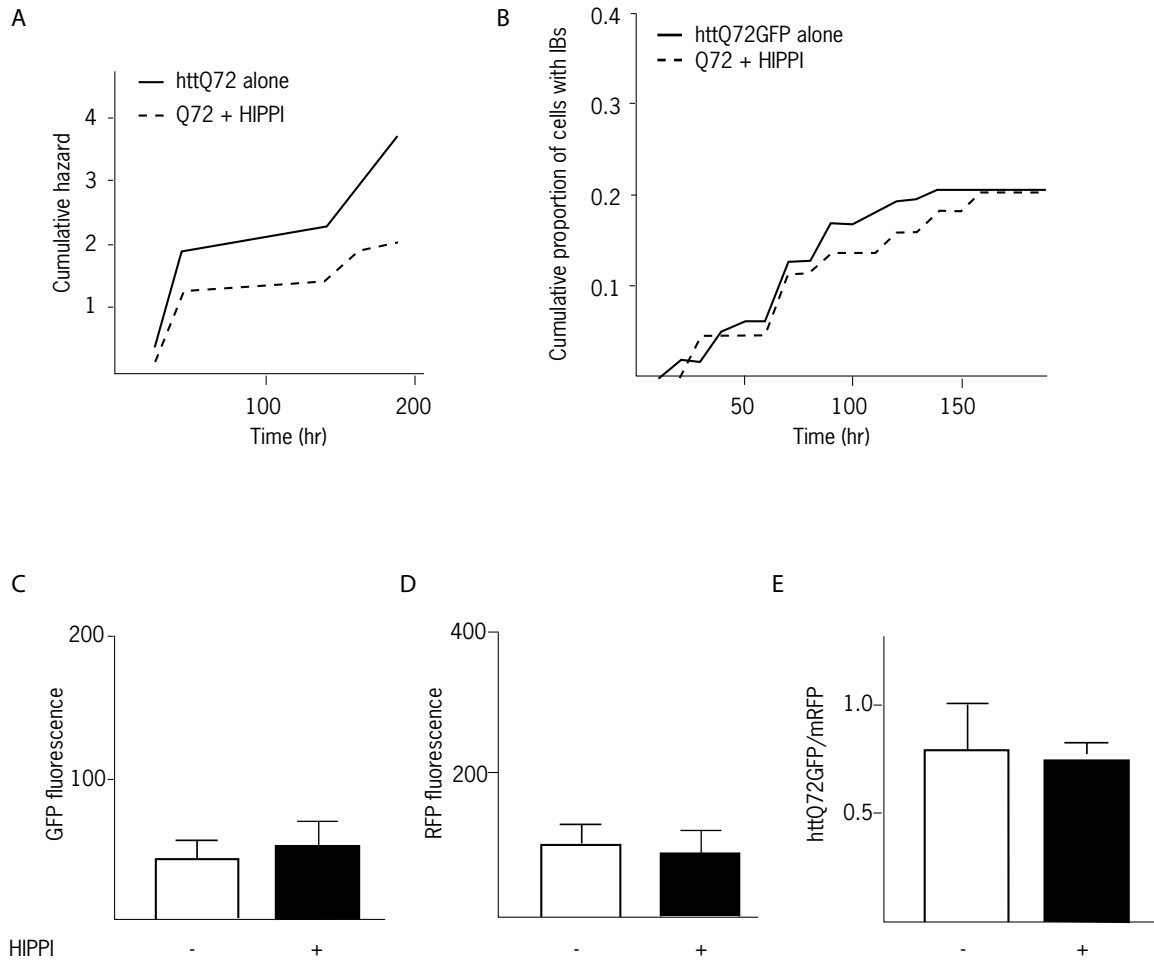 A
Cumulative hazard
4
3
2
1
httQ72 alone
Q72 + HIPPI
100
200
Time (hr)
B
Cumulative proportion of cells with IBs
0.4
0.3
0.2
0.1
httQ72GFP alone
Q72 + HIPPI
50
100
150
Time (hr)
C
GFP fluorescence
200
100
D
RFP fluorescence
400
200
E
httQ72GFP/mRFP
1.0
0.5
HIPPI - + - + - +